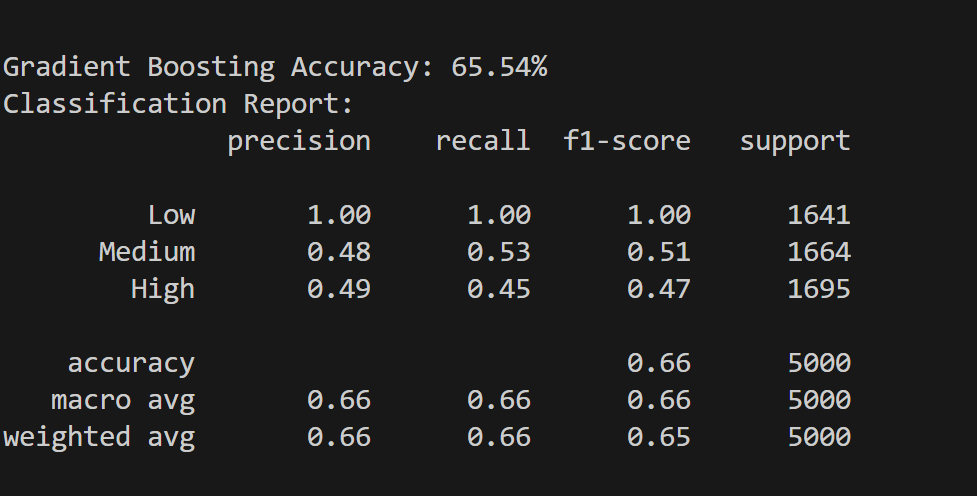 Gradient Boosting Accuracy: 65.54%
Classification Report:
precision recall f1-score support
Low 1.00 1.00 1.00 1641
Medium 0.48 0.53 0.51 1664
High 0.49 0.45 0.47 1695
accuracy 0.66 5000
macro avg 0.66 0.66 0.66 5000
weighted avg 0.66 0.66 0.65 5000